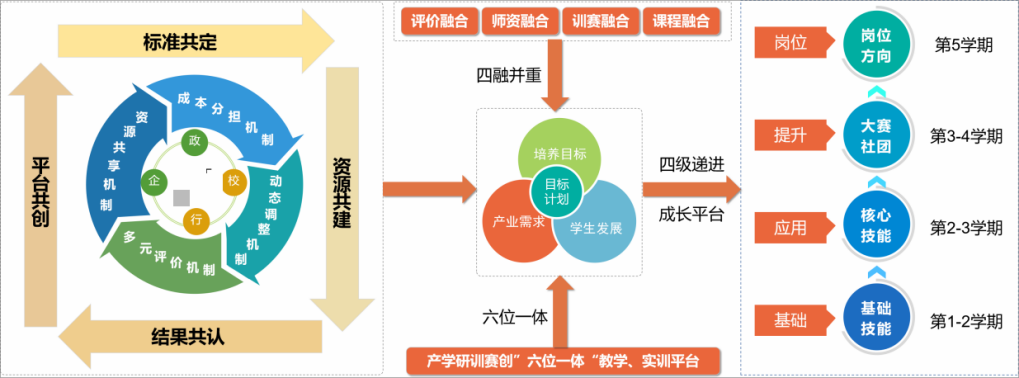 标准共定
平台共创
资源共建
结果共认
资源共享机制
成本分担机制
动态调整机制
多元评价机制
政
企
校
行
评价融合
师资融合
训赛融合
课程融合
四融并重
培养目标
目标
计划
产业需求
学生发展
六位一体
产学研训赛创”六位一体“教学、实训平台
四级递进
成长平台
岗位
岗位
方向
第5学期
提升
大赛
社团
第3-4学期
应用
核心
技能
第2-3学期
基础
基础
技能
第1-2学期